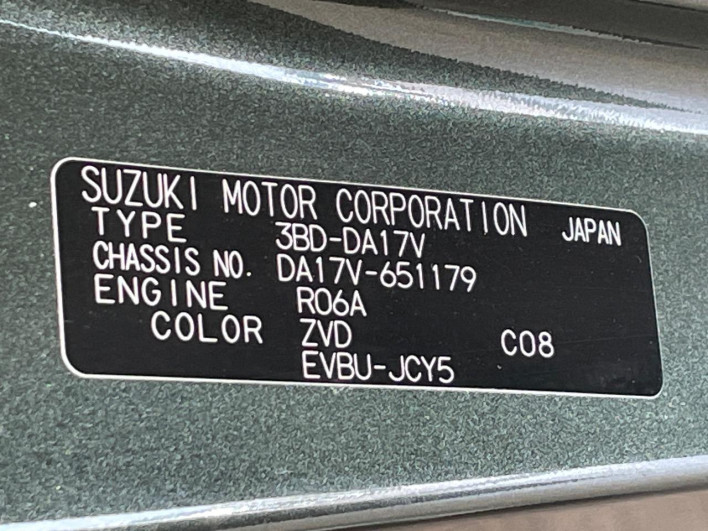 SUZUKI MOTOR CORPORATION JAPAN
TYPE 3BD-DA17V
CHASSIS NO. DA17V-651179
ENGINE R06A
COLOR ZVD C08
EVBU-JCY5